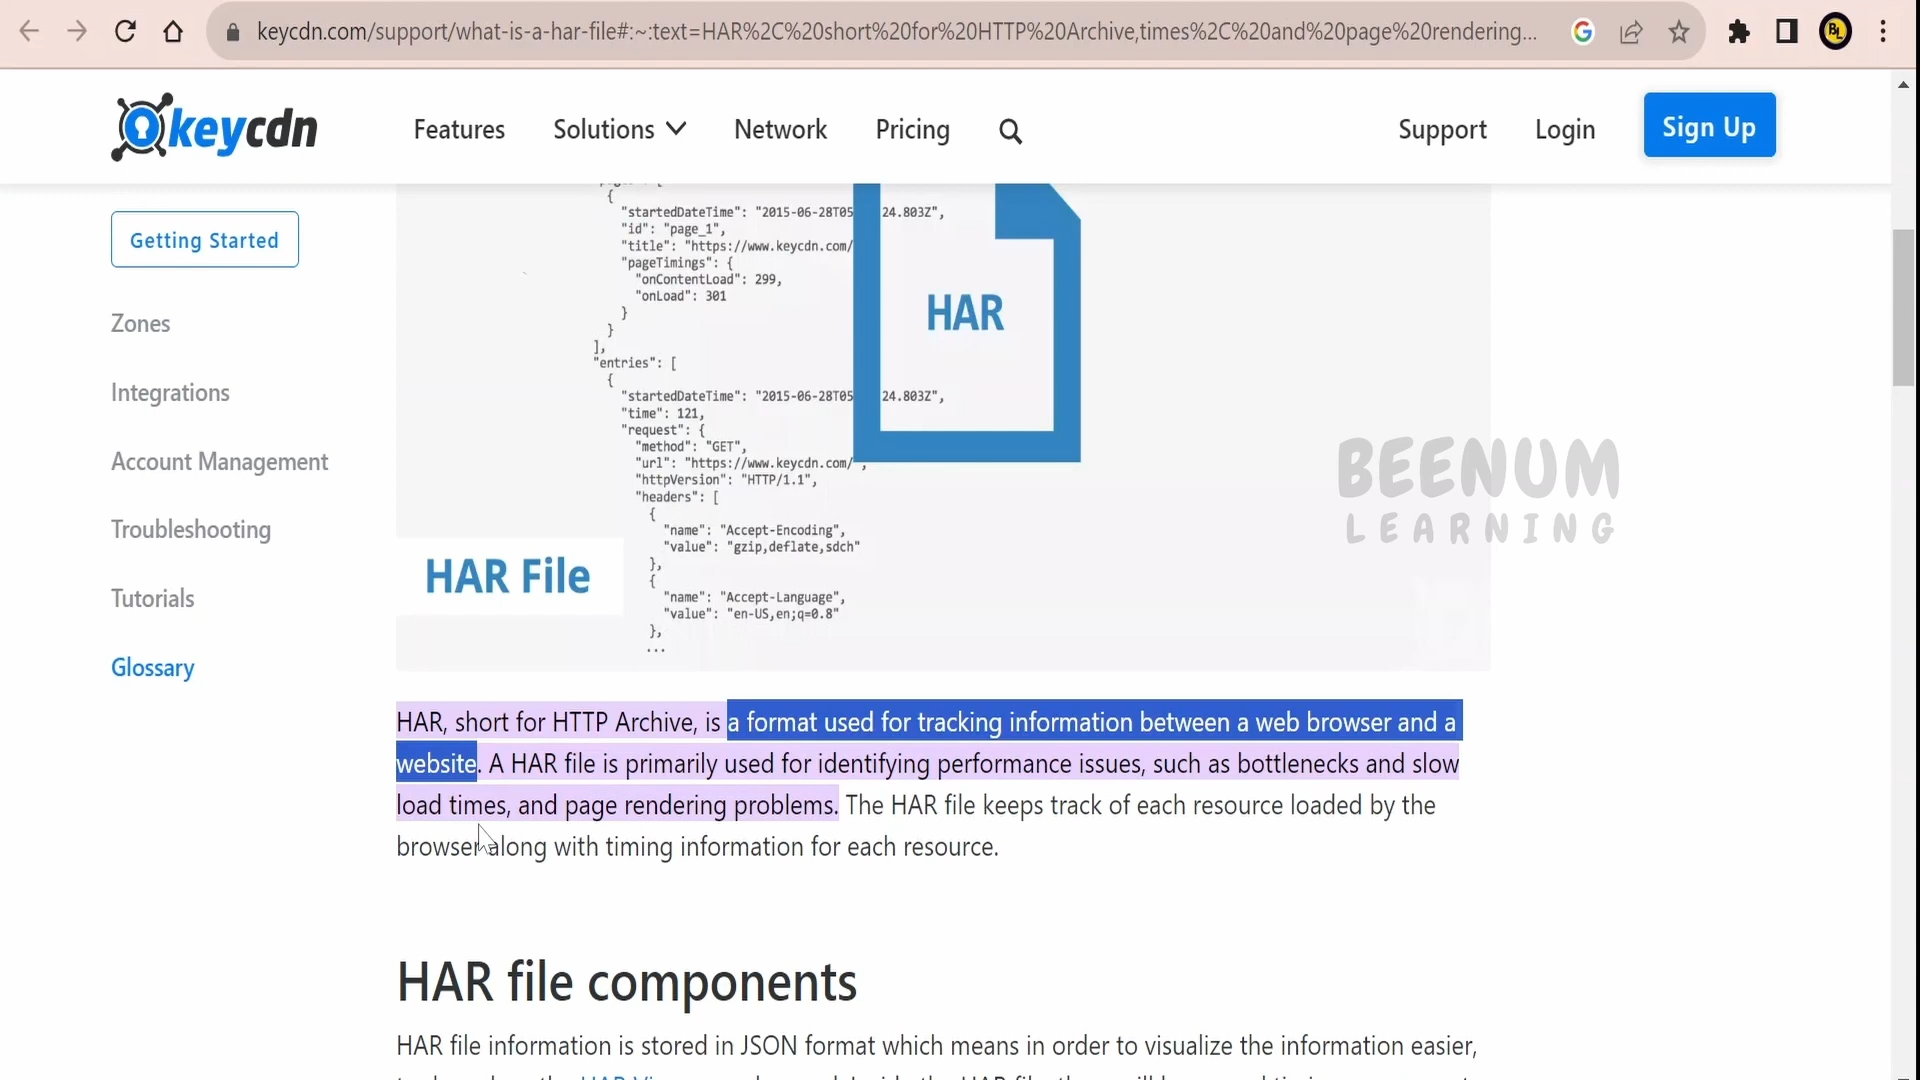 keycdn.com/support/what-is-a-har-file#:~:text=HAR%2C%20short%20for%20HTTP%20Archive,times%2C%20and%20page%20rendering...
BL
keycdn
Features
Solutions
Network
Pricing
Support
Login
Sign Up
Getting Started
Zones
Integrations
Account Management
Troubleshooting
Tutorials
Glossary
{
"startedDateTime": "2015-06-28T05 24.803Z",
"id": "page_1",
"title": "https://www.keycdn.com/
"pageTimings": {
"onContentLoad": 299,
"onLoad": 301
}
}
],
"entries": [
{
"startedDateTime": "2015-06-28T05 24.803Z",
"time": 121,
"request": {
"method": "GET",
"url": "https://www.keycdn.com/",
"httpVersion": "HTTP/1.1",
"headers": [
{
"name": "Accept-Encoding",
"value": "gzip,deflate,sdch"
},
{
"name": "Accept-Language",
"value": "en-US,en;q=0.8"
},
...
HAR
HAR File
BEENUM
LEARNING
HAR, short for HTTP Archive, is a format used for tracking information between a web browser and a
website. A HAR file is primarily used for identifying performance issues, such as bottlenecks and slow
load times, and page rendering problems. The HAR file keeps track of each resource loaded by the
browser along with timing information for each resource.
HAR file components
HAR file information is stored in JSON format which means in order to visualize the information easier,